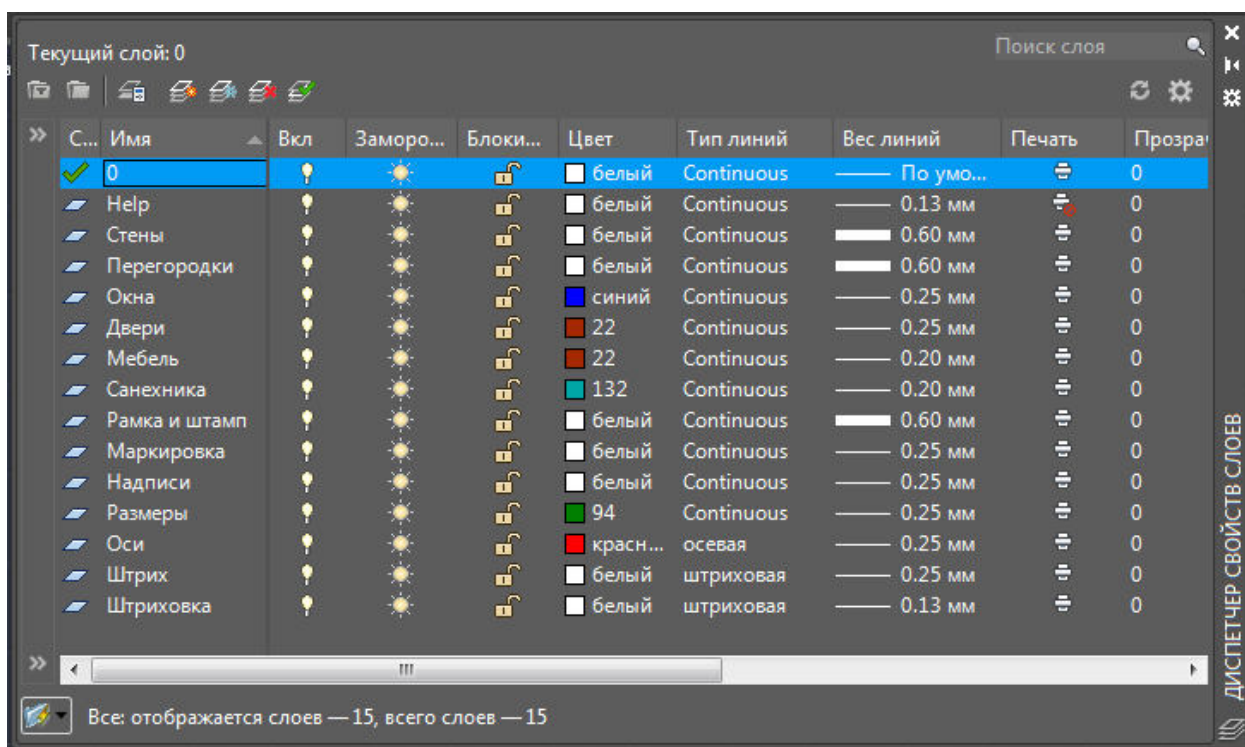 Текущий слой: 0
Поиск слоя
С... Имя Вкл Заморо... Блоки... Цвет Тип линий Вес линий Печать Прозрач
0 белый Continuous По умо... 0
Help белый Continuous 0.13 мм 0
Стены белый Continuous 0.60 мм 0
Перегородки белый Continuous 0.60 мм 0
Окна синий Continuous 0.25 мм 0
Двери 22 Continuous 0.25 мм 0
Мебель 22 Continuous 0.20 мм 0
Санехника 132 Continuous 0.20 мм 0
Рамка и штамп белый Continuous 0.60 мм 0
Маркировка белый Continuous 0.25 мм 0
Надписи белый Continuous 0.25 мм 0
Размеры 94 Continuous 0.25 мм 0
Оси красн... осевая 0.25 мм 0
Штрих белый штриховая 0.25 мм 0
Штриховка белый штриховая 0.13 мм 0
Все: отображается слоев — 15, всего слоев — 15
ДИСПЕТЧЕР СВОЙСТВ СЛОЕВ